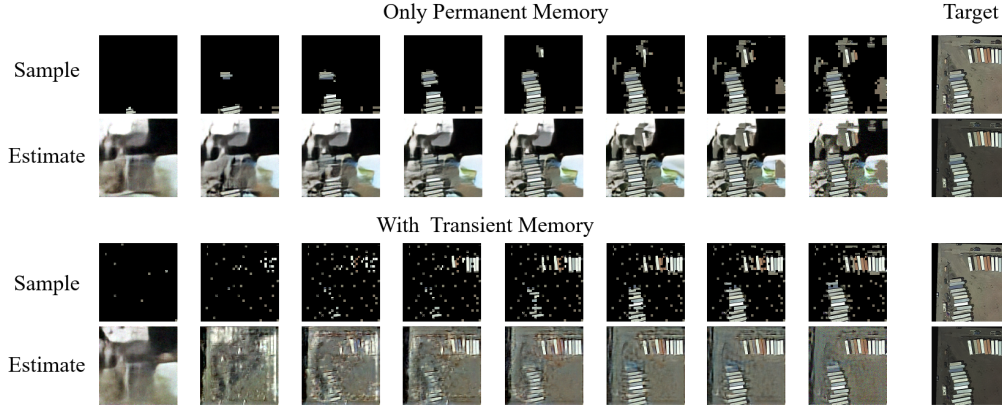 Only Permanent Memory
Target
Sample
Estimate
With Transient Memory
Sample
Estimate